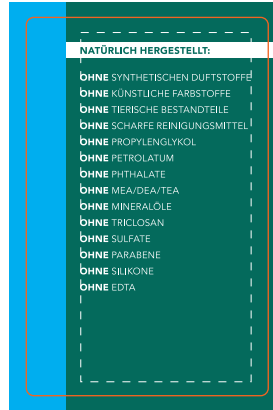 NATÜRLICH HERGESTELLT:
OHNE SYNTHETISCHEN DUFTSTOFFE
OHNE KÜNSTLICHE FARBSTOFFE
OHNE TIERISCHE BESTANDTEILE
OHNE SCHARFE REINIGUNGSMITTEL
OHNE PROPYLENGLYKOL
OHNE PETROLATUM
OHNE PHTHALATE
OHNE MEA/DEA/TEA
OHNE MINERALÖLE
OHNE TRICLOSAN
OHNE SULFATE
OHNE PARABENE
OHNE SILIKONE
OHNE EDTA